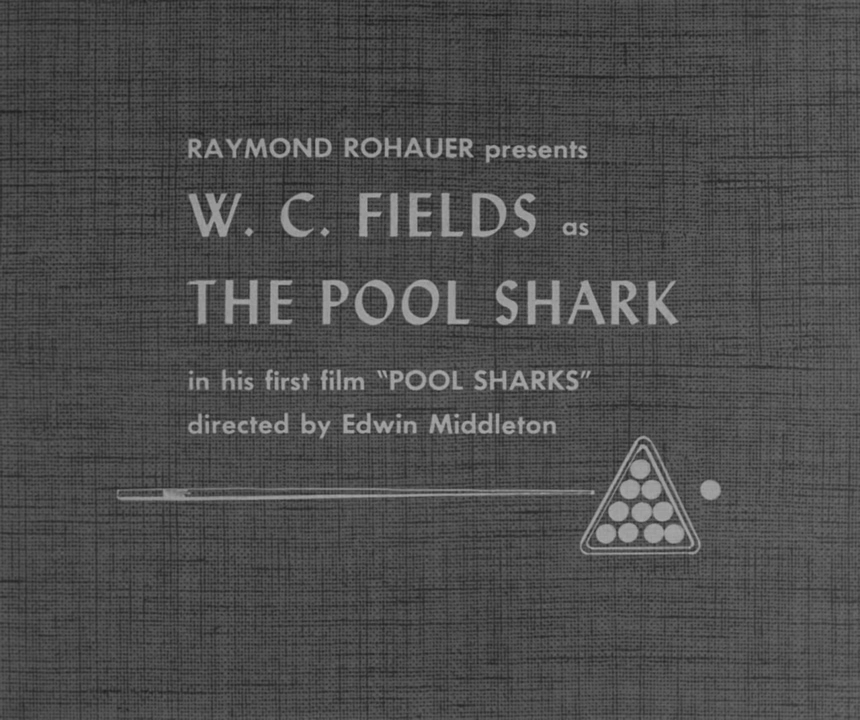 RAYMOND ROHAUER presents
W. C. FIELDS as
THE POOL SHARK
in his first film “POOL SHARKS”
directed by Edwin Middleton